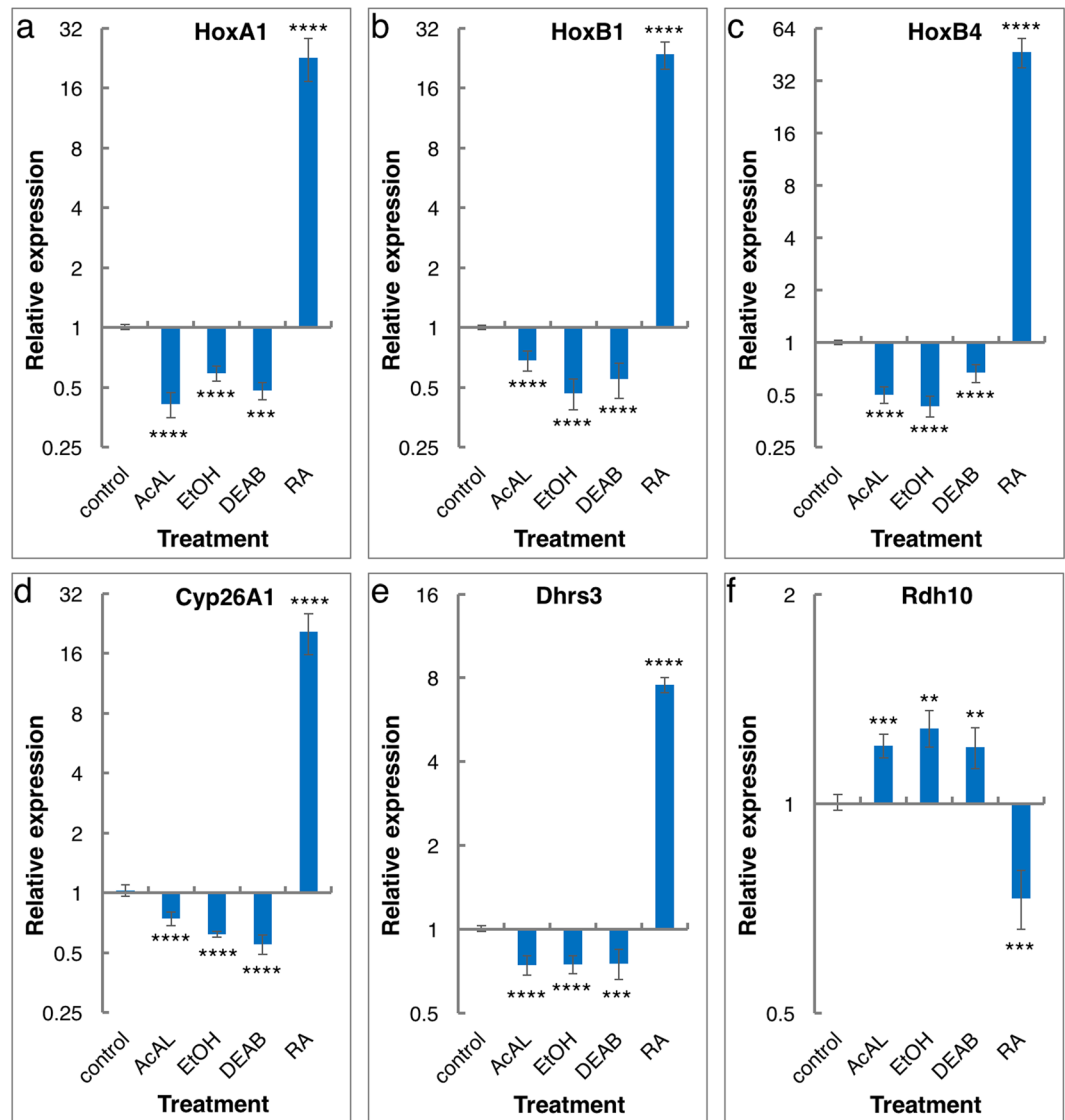 a
HoxA1
****
32
16
8
4
2
1
0.5
0.25
Relative expression
****
****
***
control
AcAL
EtOH
DEAB
RA
Treatment
b
HoxB1
****
32
16
8
4
2
1
0.5
0.25
Relative expression
****
****
****
control
AcAL
EtOH
DEAB
RA
Treatment
c
HoxB4
****
64
32
16
8
4
2
1
0.5
0.25
Relative expression
****
****
****
control
AcAL
EtOH
DEAB
RA
Treatment
d
Cyp26A1
****
32
16
8
4
2
1
0.5
0.25
Relative expression
****
****
****
control
AcAL
EtOH
DEAB
RA
Treatment
e
Dhrs3
****
16
8
4
2
1
0.5
Relative expression
****
****
***
control
AcAL
EtOH
DEAB
RA
Treatment
f
Rdh10
2
1
0.5
Relative expression
***
**
**
***
control
AcAL
EtOH
DEAB
RA
Treatment